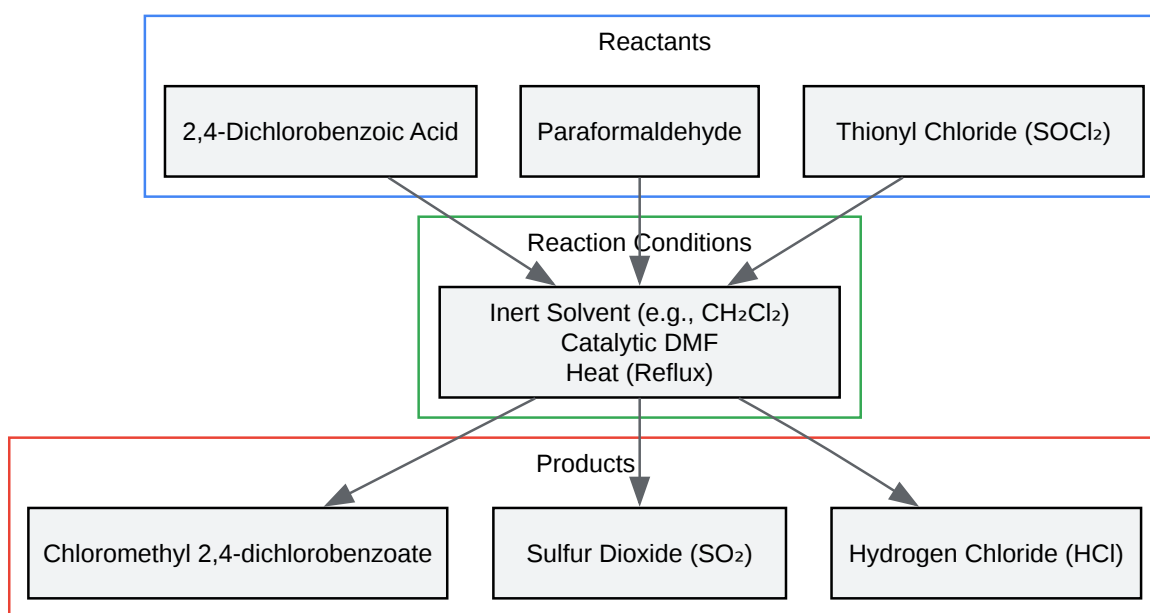 Reactants
2,4-Dichlorobenzoic Acid
Paraformaldehyde
Thionyl Chloride (SOCl₂)
Reaction Conditions
Inert Solvent (e.g., CH₂Cl₂)
Catalytic DMF
Heat (Reflux)
Products
Chloromethyl 2,4-dichlorobenzoate
Sulfur Dioxide (SO₂)
Hydrogen Chloride (HCl)